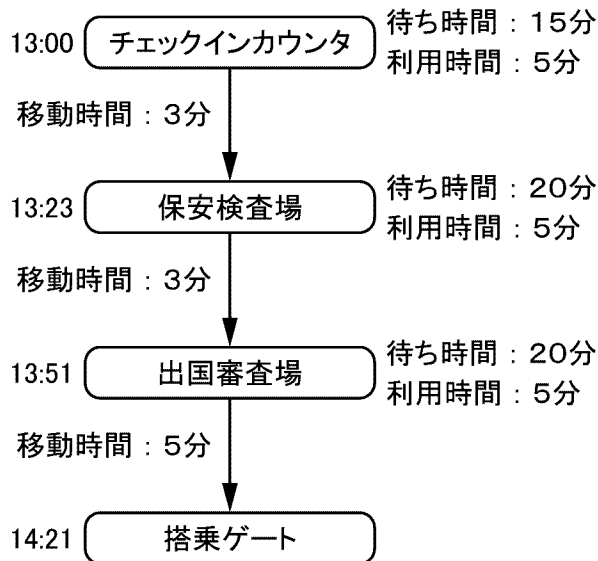 13:00 チェックインカウンタ 待ち時間：15分
利用時間：5分
移動時間：3分
13:23 保安検査場 待ち時間：20分
利用時間：5分
移動時間：3分
13:51 出国審査場 待ち時間：20分
利用時間：5分
移動時間：5分
14:21 搭乗ゲート